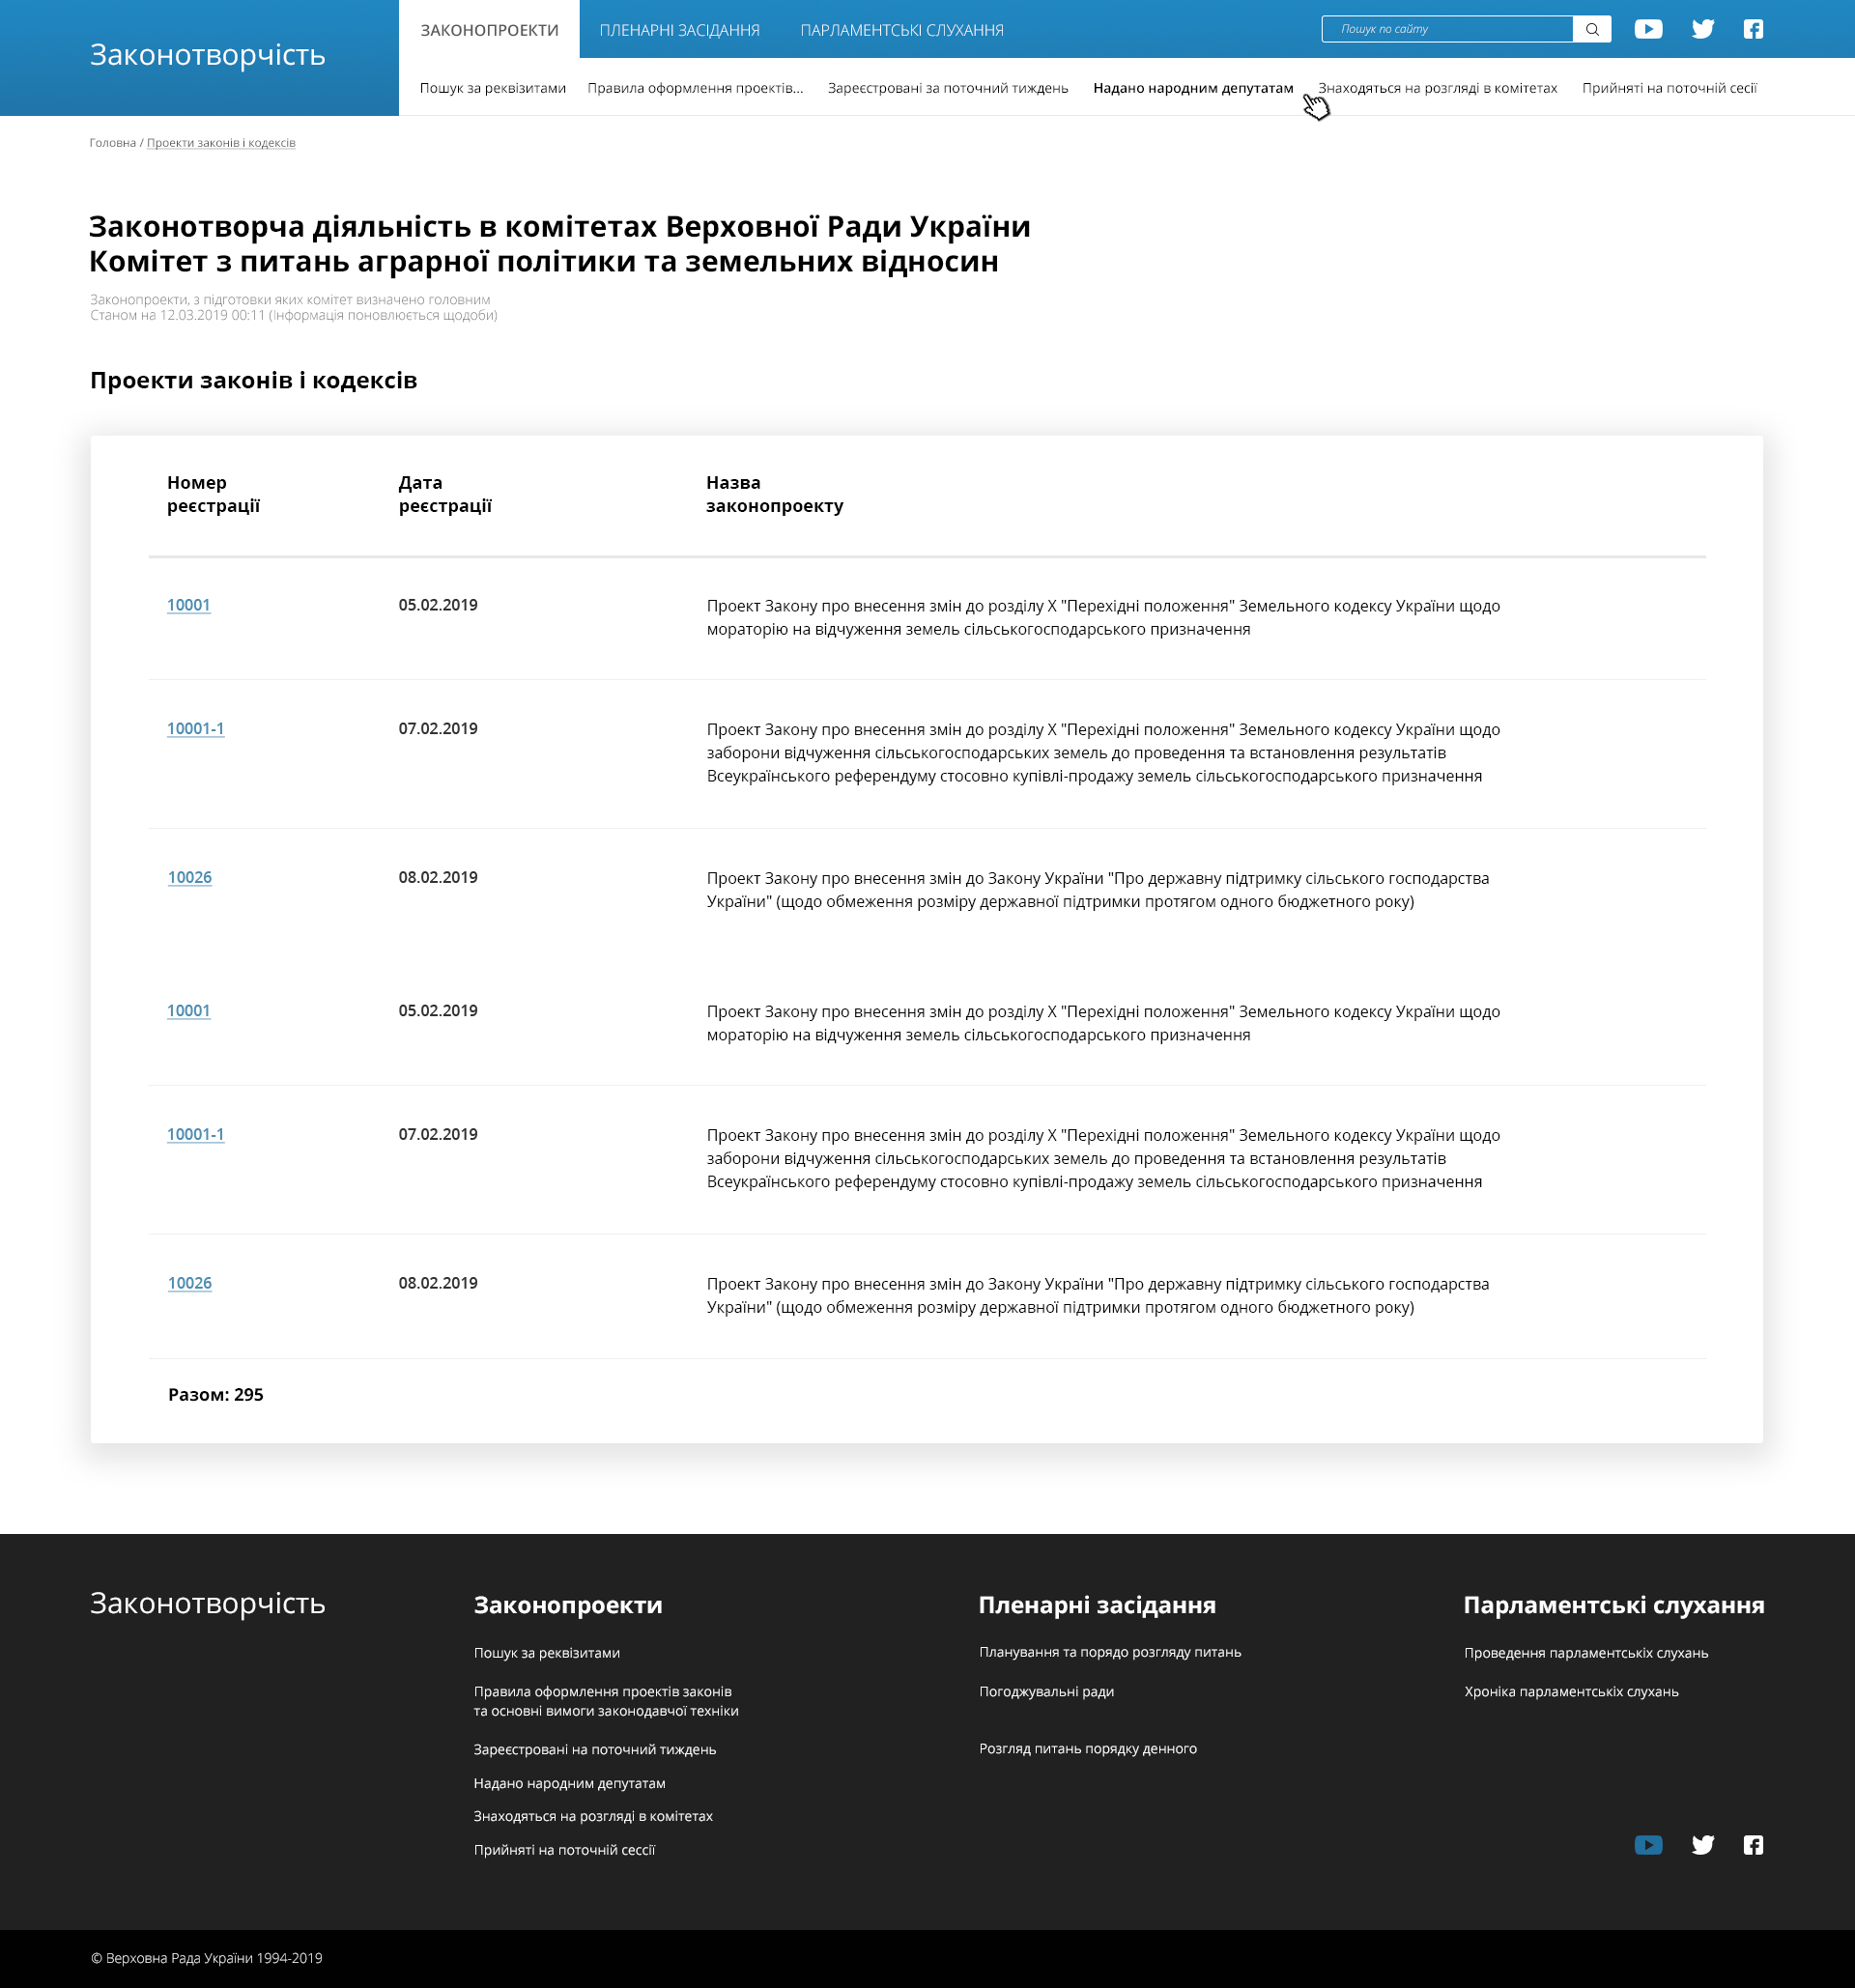 Законотворчість
ЗАКОНОПРОЕКТИ
ПЛЕНАРНІ ЗАСІДАННЯ
ПАРЛАМЕНТСЬКІ СЛУХАННЯ
Пошук по сайту
Пошук за реквізитами
Правила оформлення проектів...
Зареєстровані за поточний тиждень
Надано народним депутатам
Знаходяться на розгляді в комітетах
Прийняті на поточній сесії
Головна / Проекти законів і кодексів
Законотворча діяльність в комітетах Верховної Ради України
Комітет з питань аграрної політики та земельних відносин
Законопроекти, з підготовки яких комітет визначено головним
Станом на 12.03.2019 00:11 (Інформація поновлюється щодоби)
Проекти законів і кодексів
Номер
реєстрації
Дата
реєстрації
Назва
законопроекту
10001
05.02.2019
Проект Закону про внесення змін до розділу X "Перехідні положення" Земельного кодексу України щодо
мораторію на відчуження земель сільськогосподарського призначення
10001-1
07.02.2019
Проект Закону про внесення змін до розділу X "Перехідні положення" Земельного кодексу України щодо
заборони відчуження сільськогосподарських земель до проведення та встановлення результатів
Всеукраїнського референдуму стосовно купівлі-продажу земель сільськогосподарського призначення
10026
08.02.2019
Проект Закону про внесення змін до Закону України "Про державну підтримку сільського господарства
України" (щодо обмеження розміру державної підтримки протягом одного бюджетного року)
10001
05.02.2019
Проект Закону про внесення змін до розділу X "Перехідні положення" Земельного кодексу України щодо
мораторію на відчуження земель сільськогосподарського призначення
10001-1
07.02.2019
Проект Закону про внесення змін до розділу X "Перехідні положення" Земельного кодексу України щодо
заборони відчуження сільськогосподарських земель до проведення та встановлення результатів
Всеукраїнського референдуму стосовно купівлі-продажу земель сільськогосподарського призначення
10026
08.02.2019
Проект Закону про внесення змін до Закону України "Про державну підтримку сільського господарства
України" (щодо обмеження розміру державної підтримки протягом одного бюджетного року)
Разом: 295
Законотворчість
Законопроекти
Пошук за реквізитами
Правила оформлення проектів законів
та основні вимоги законодавчої техніки
Зареєстровані на поточний тиждень
Надано народним депутатам
Знаходяться на розгляді в комітетах
Прийняті на поточній сессії
Пленарні засідання
Планування та порядо розгляду питань
Погоджувальні ради
Розгляд питань порядку денного
Парламентські слухання
Проведення парламентськіх слухань
Хроніка парламентськіх слухань
© Верховна Рада України 1994-2019